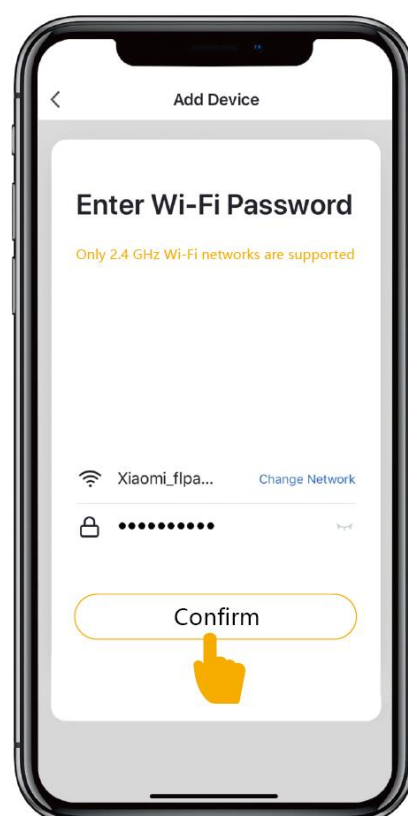 Add Device
Enter Wi-Fi Password
Only 2.4 GHz Wi-Fi networks are supported
Xiaomi_flpa... Change Network
••••••••••
Confirm